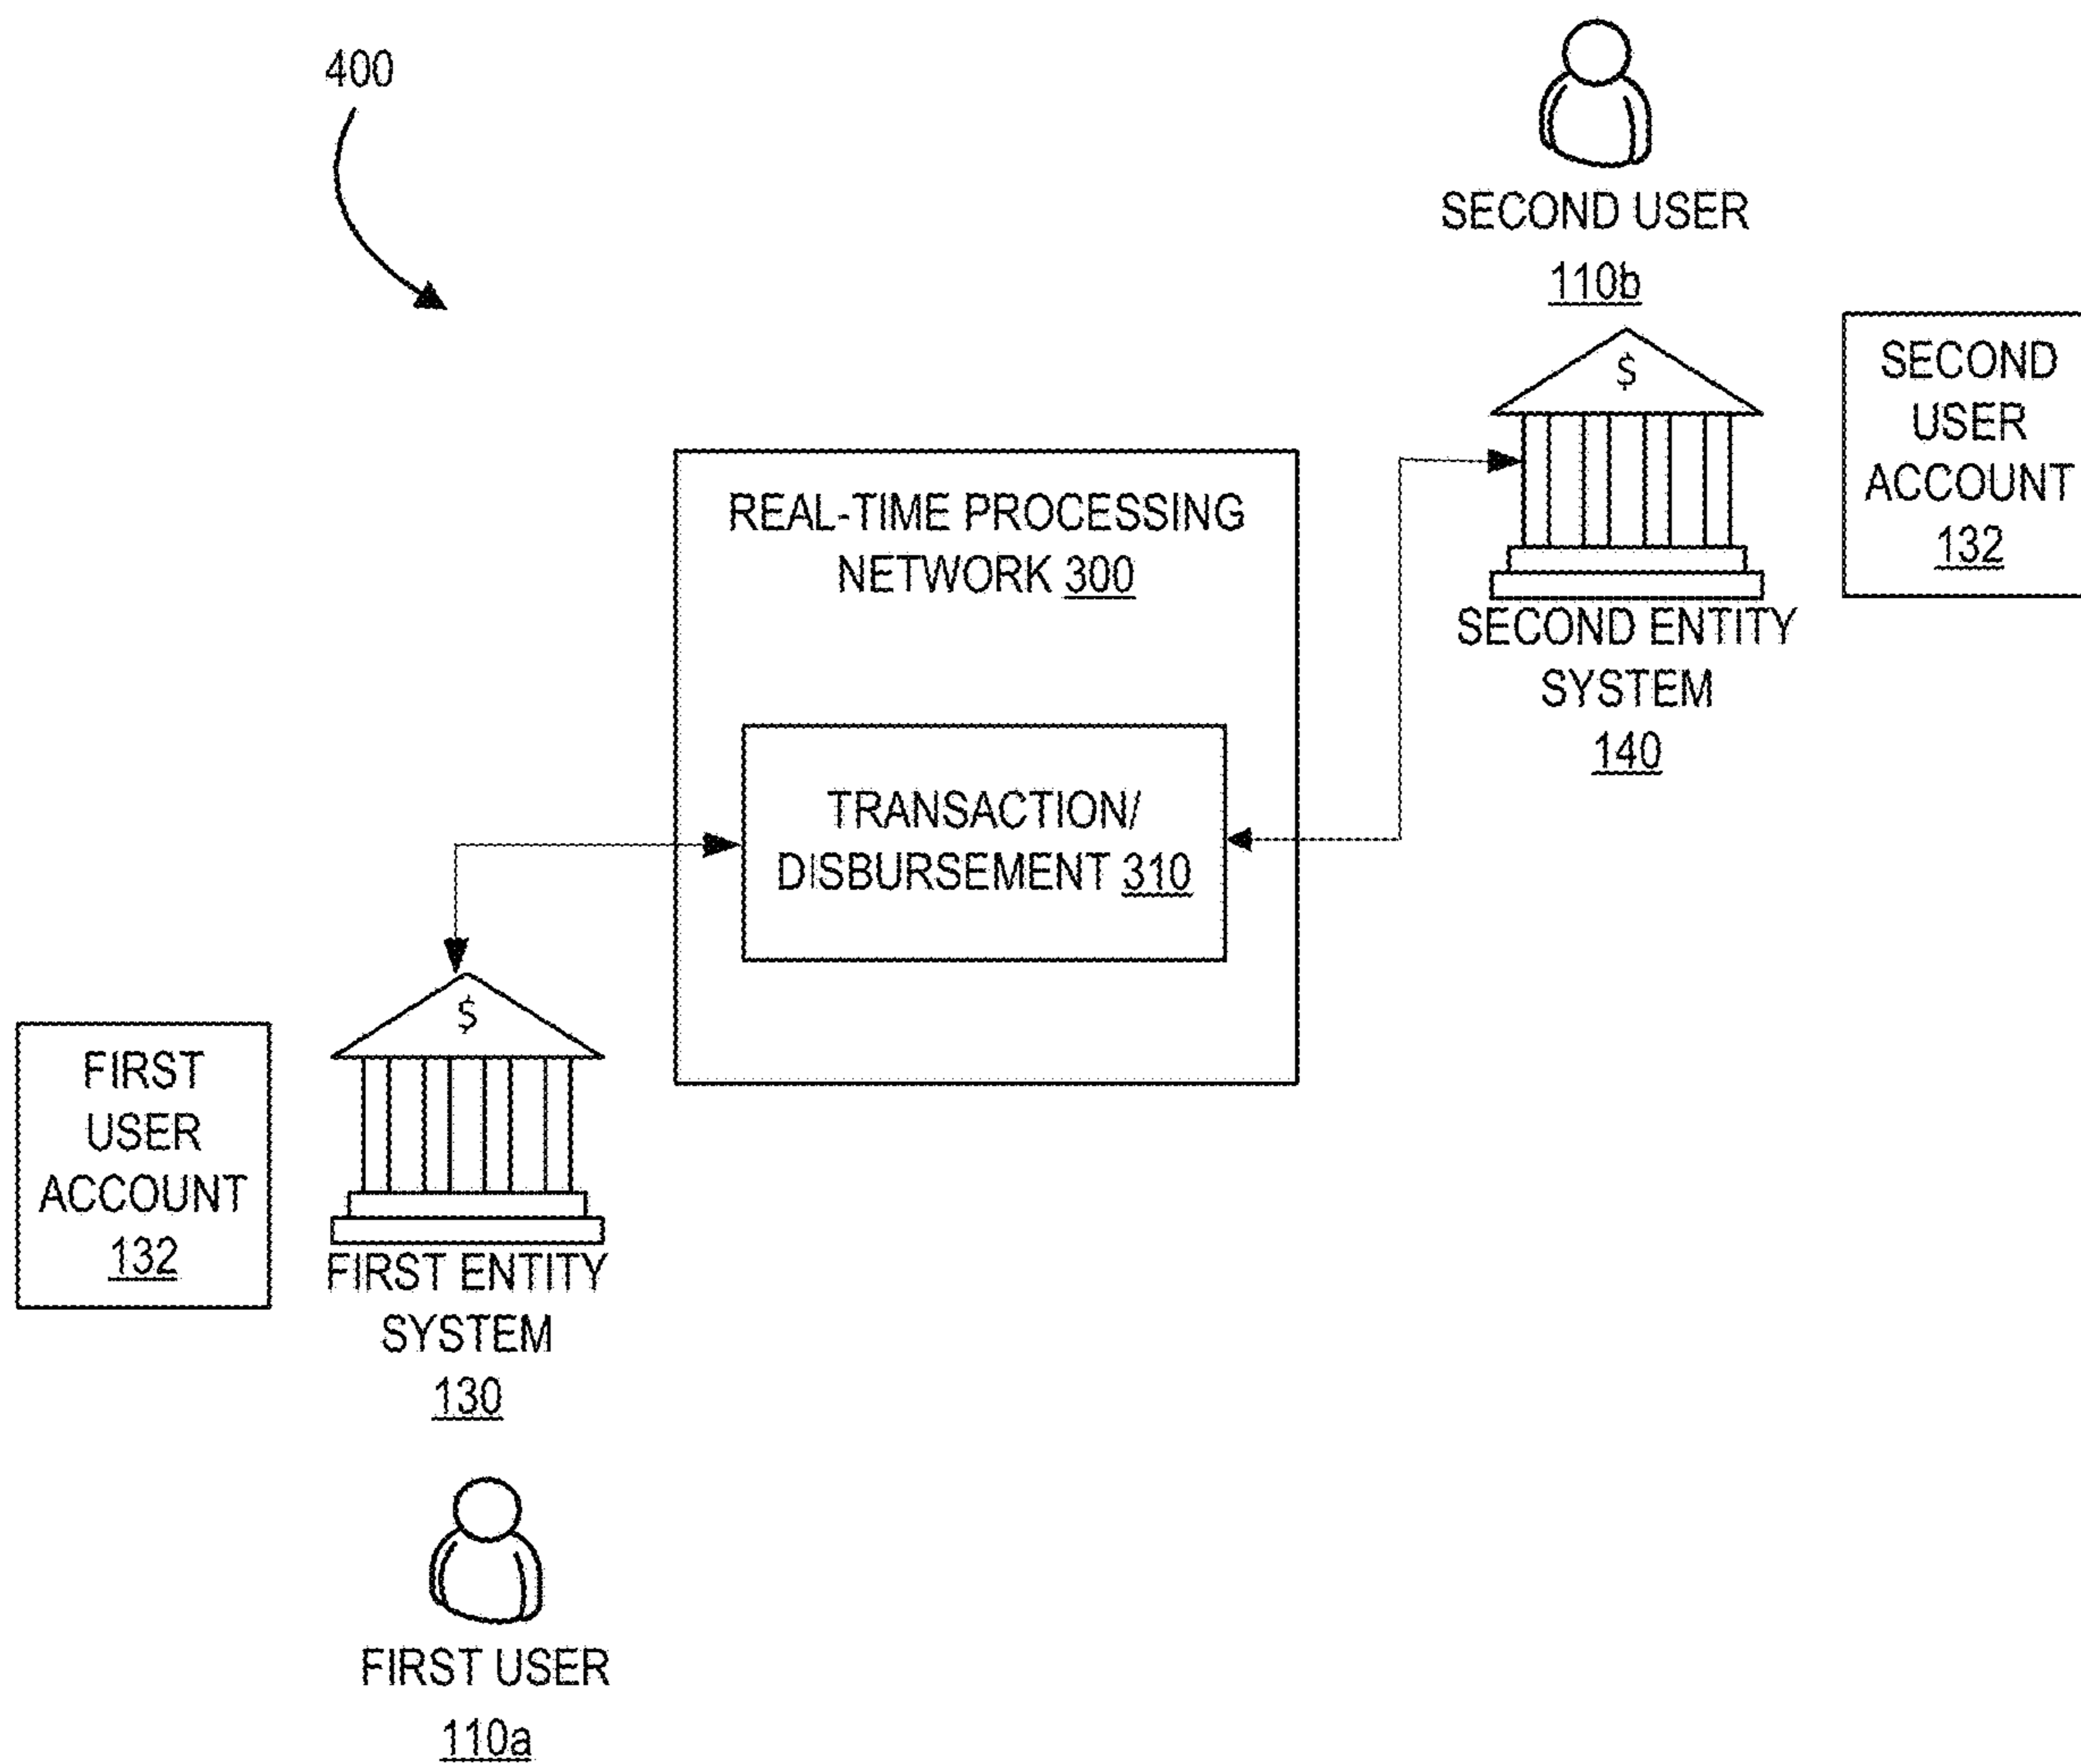 400
SECOND USER
110b
$
SECOND
USER
ACCOUNT
132
SECOND ENTITY
SYSTEM
140
REAL-TIME PROCESSING
NETWORK 300
TRANSACTION/
DISBURSEMENT 310
$
FIRST
USER
ACCOUNT
132
FIRST ENTITY
SYSTEM
130
FIRST USER
110a